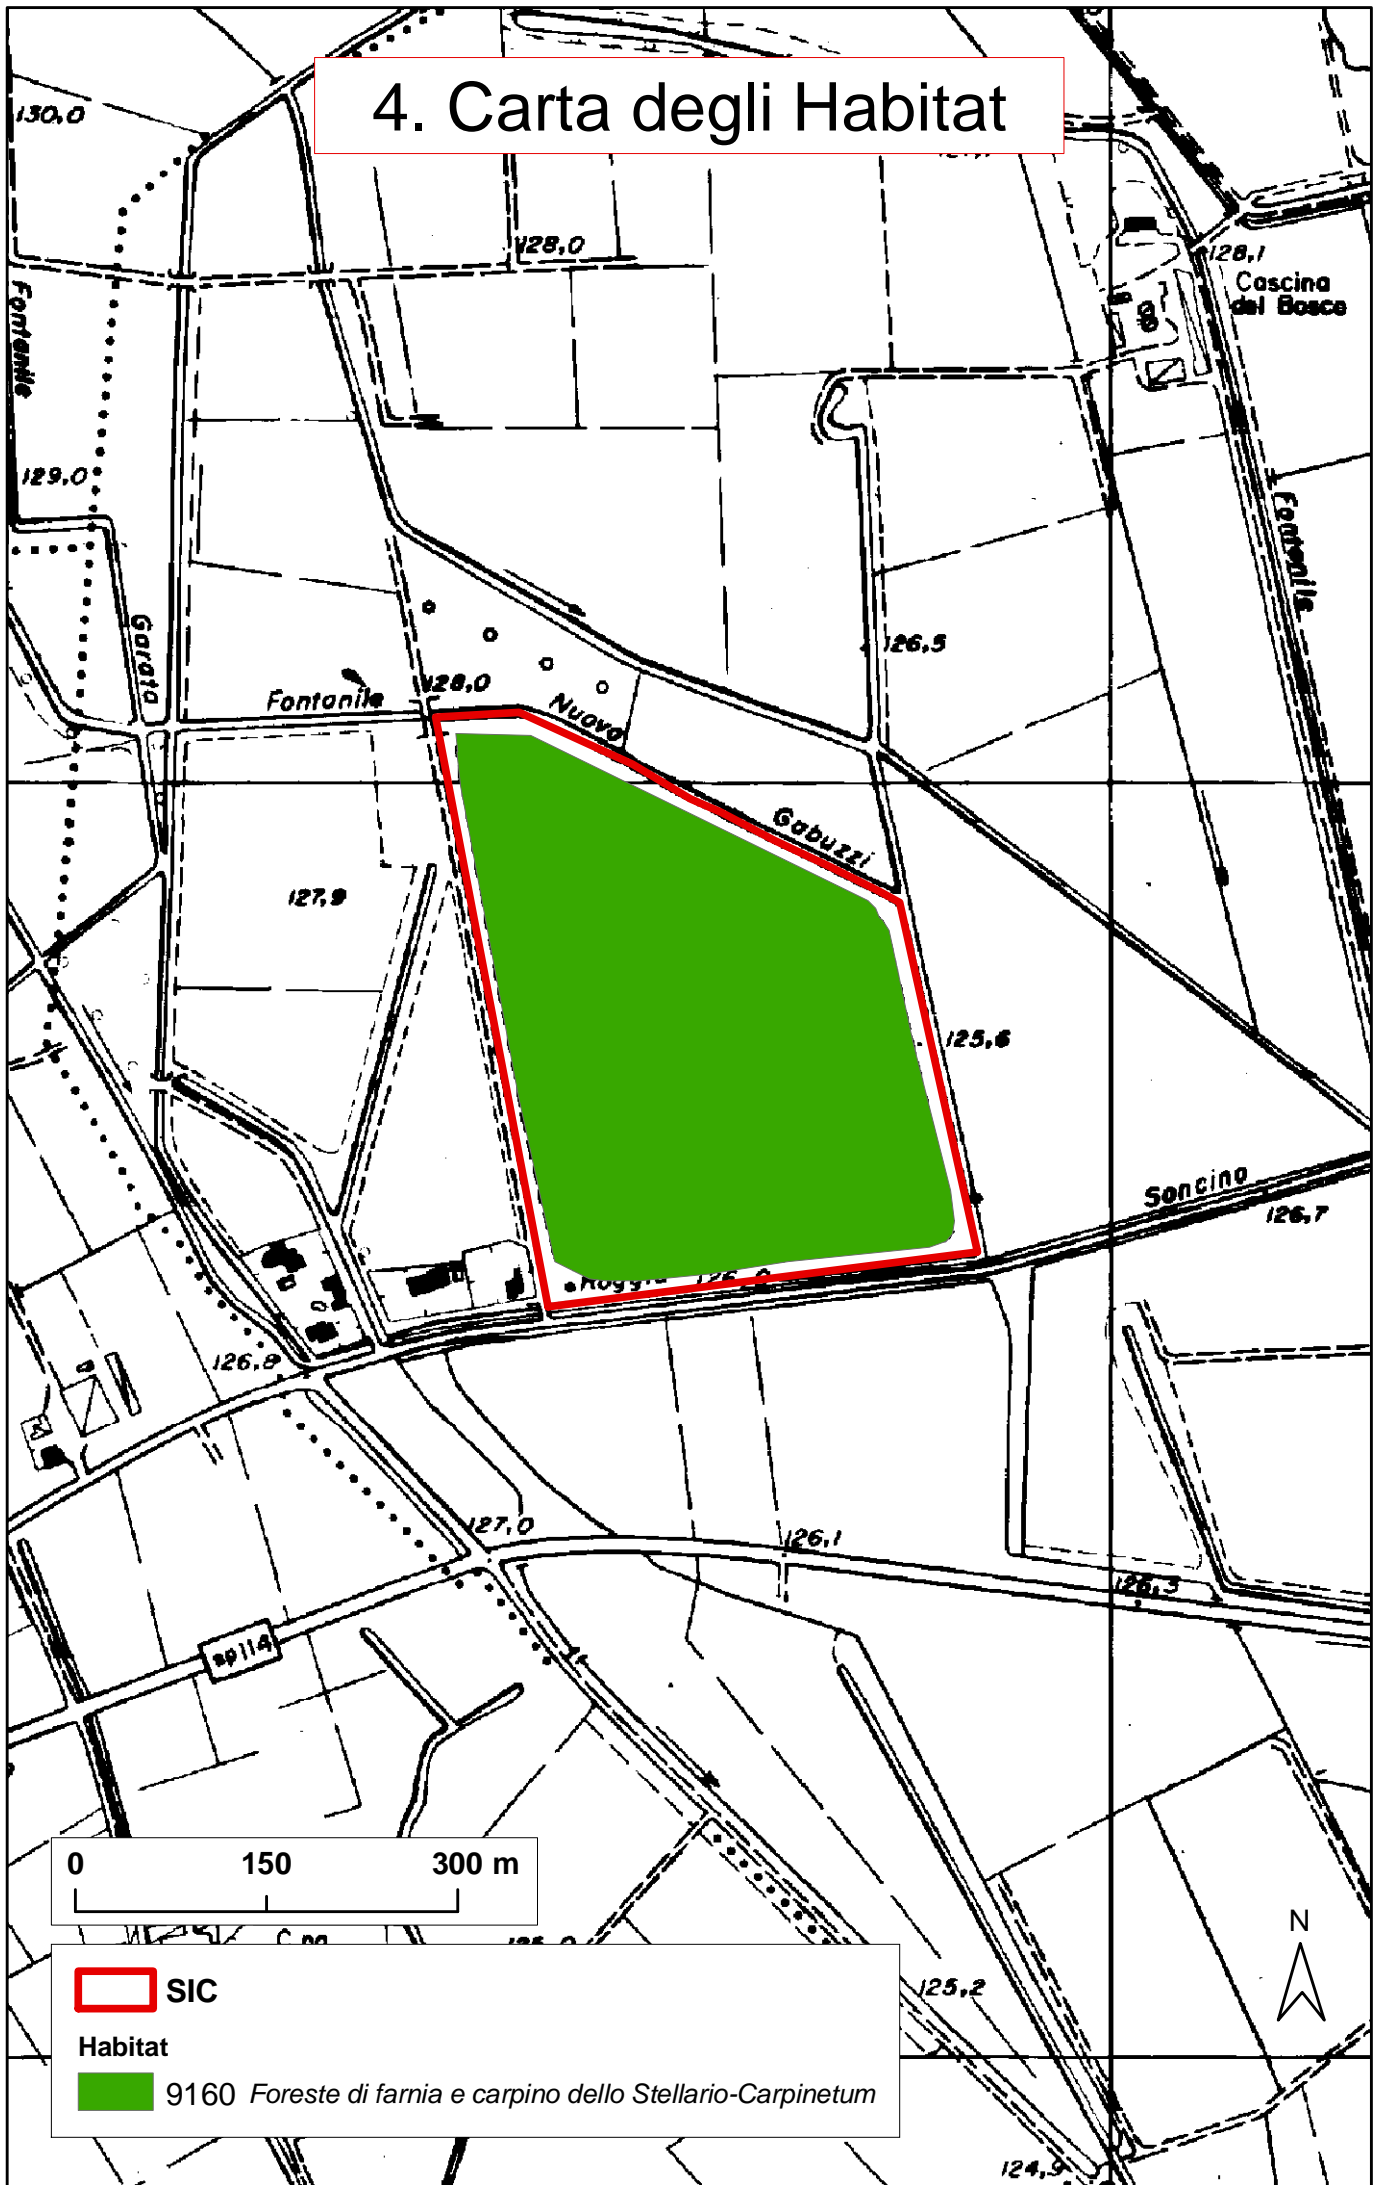 4. Carta degli Habitat
130,0
128,0
128,1
Cascina
del Bosco
Fontanile
129,0
Fontanile
Garata
126,5
Fontanile
128,0
Nuovo
Gabuzzi
127,9
125,6
Soncino
126,7
Roggia
126,8
127,0
126,1
126,3
sp11A
0 150 300 m
C.na
125,2
N
SIC
Habitat
9160 Foreste di farnia e carpino dello Stellario-Carpinetum
124,9